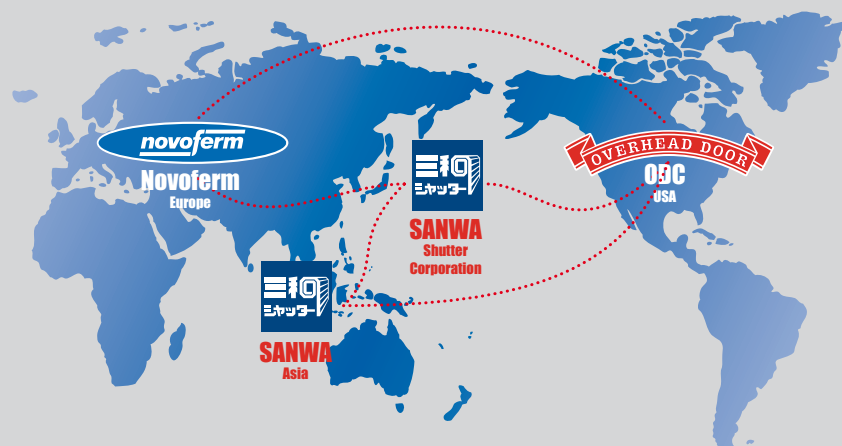 novoferm
Novoferm
Europe
三和
シャッター
SANWA
Shutter
Corporation
OVERHEAD DOOR
ODC
USA
三和
シャッター
SANWA
Asia